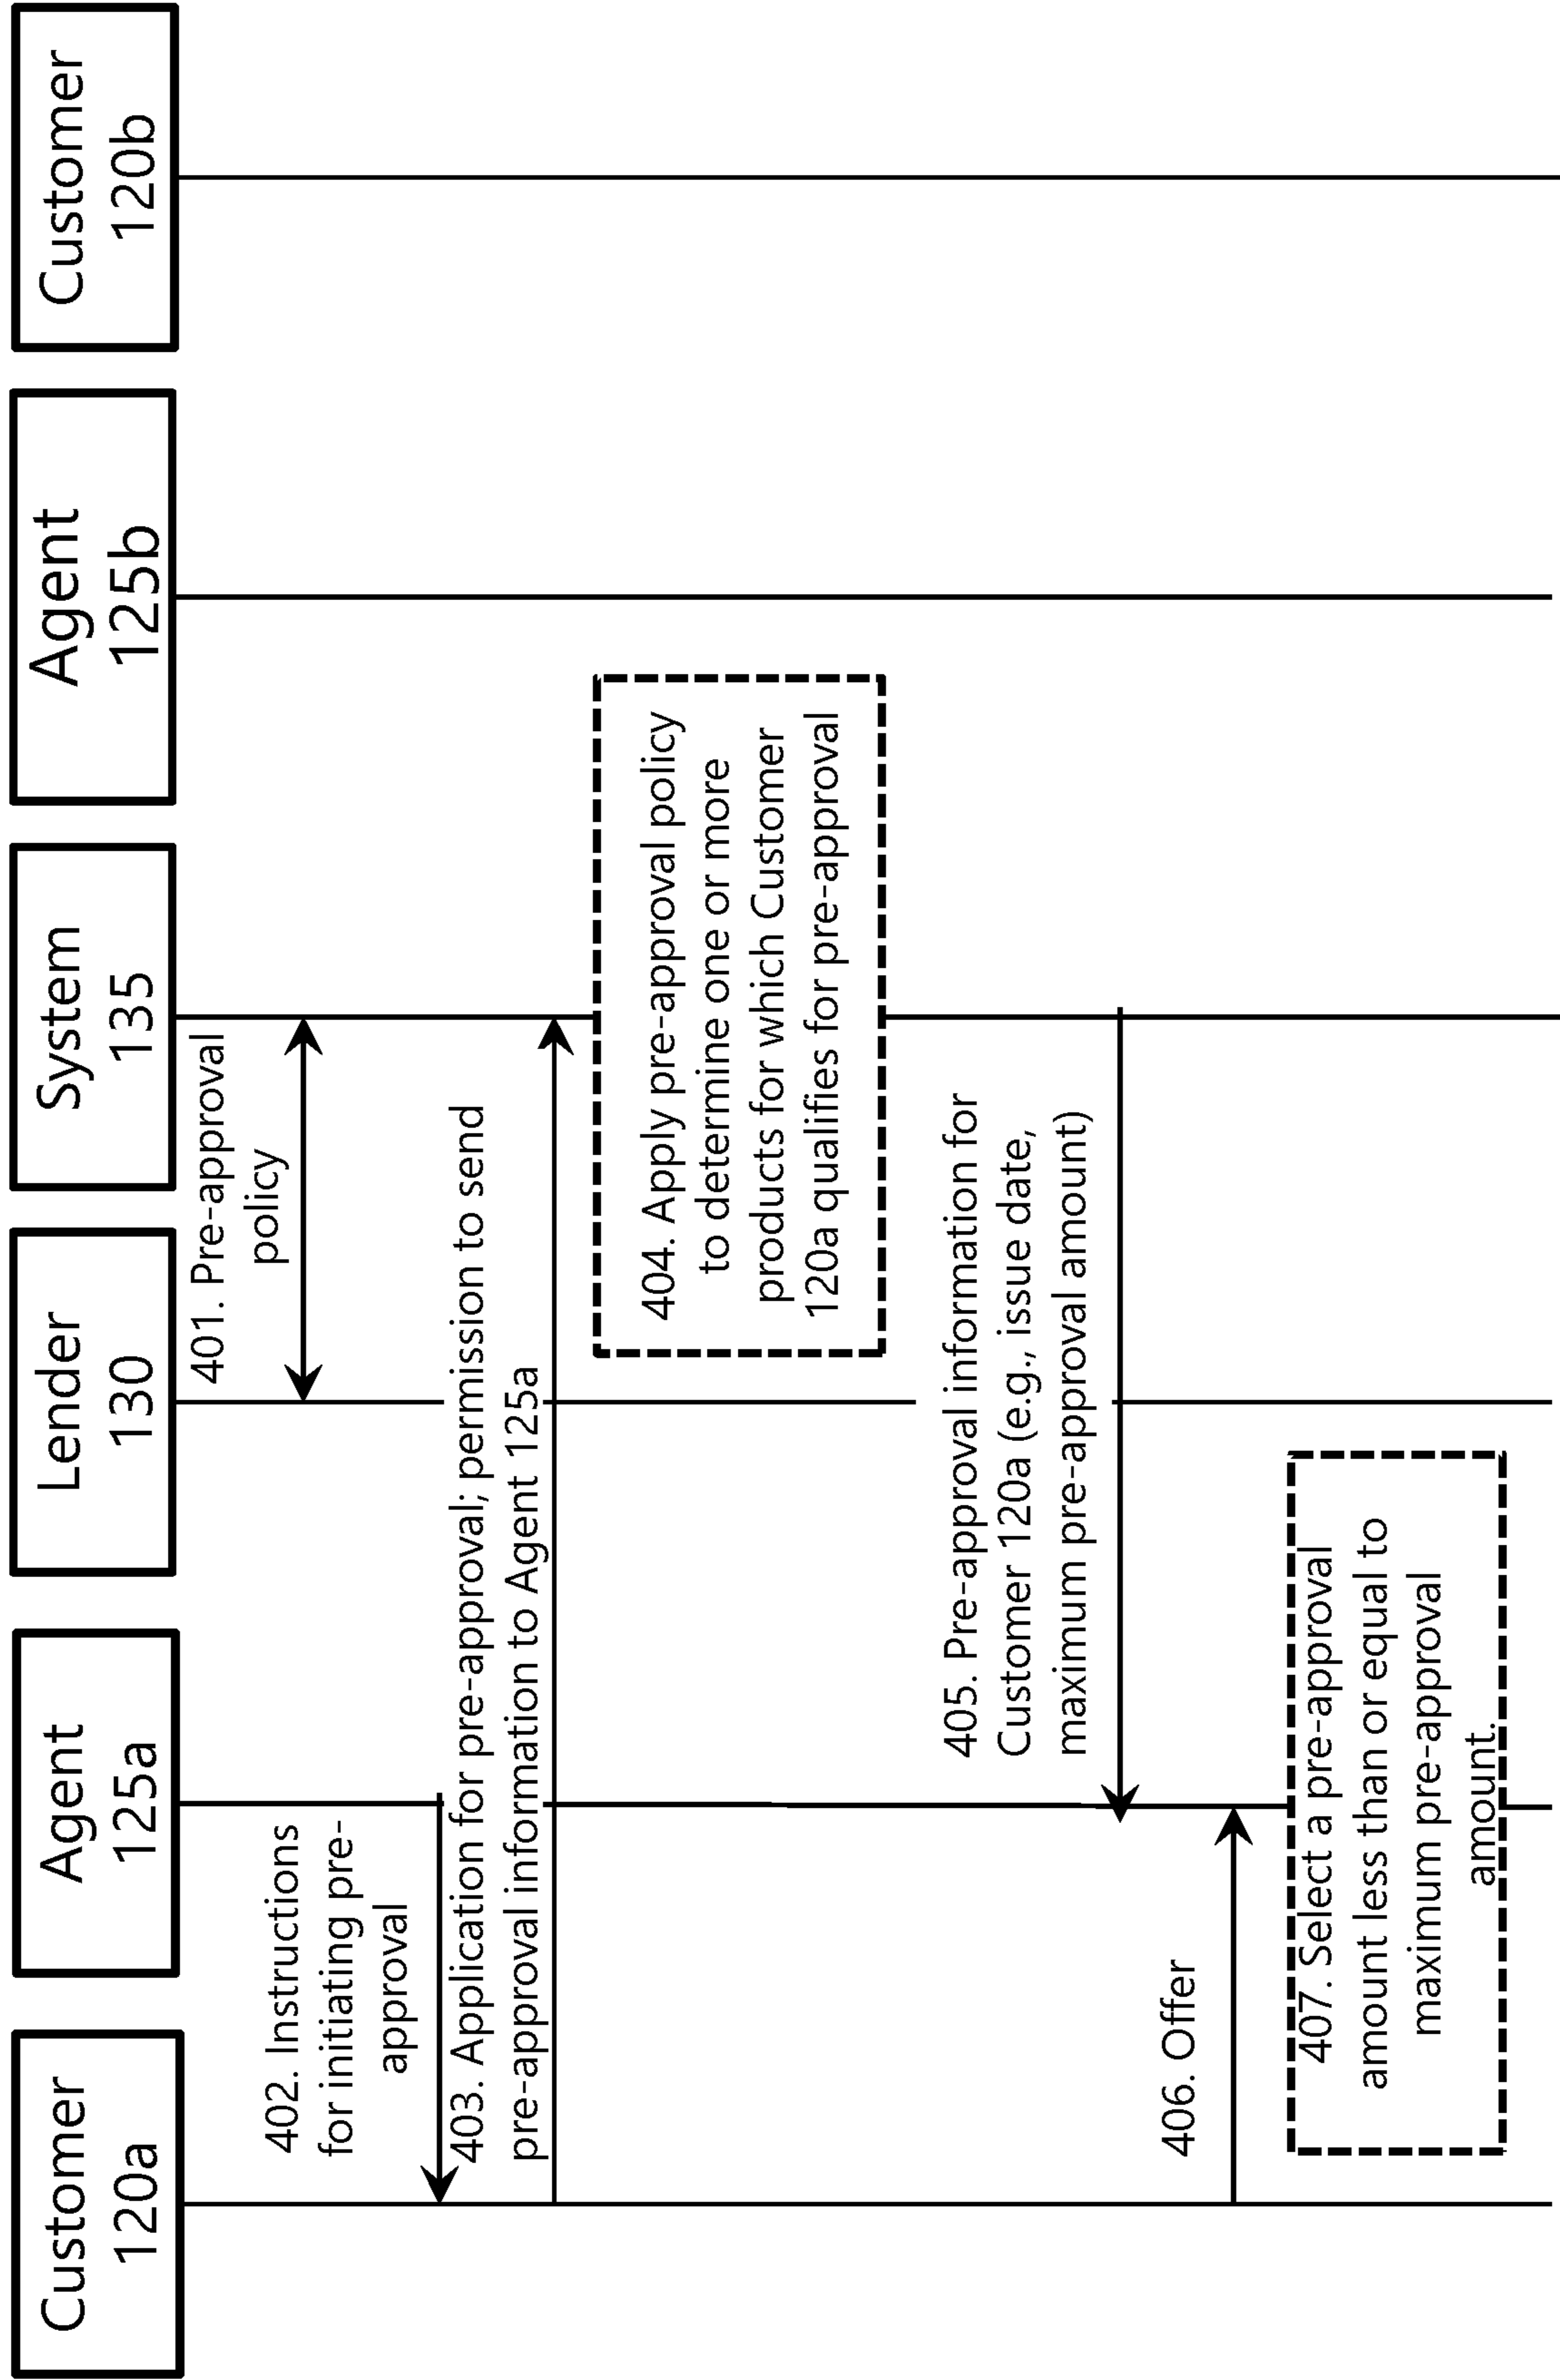 Customer
120a
Agent
125a
Lender
130
System
135
Agent
125b
Customer
120b
401. Pre-approval
policy
402. Instructions
for initiating pre-
approval
403. Application for pre-approval; permission to send
pre-approval information to Agent 125a
404. Apply pre-approval policy
to determine one or more
products for which Customer
120a qualifies for pre-approval
405. Pre-approval information for
Customer 120a (e.g., issue date,
maximum pre-approval amount)
406. Offer
407. Select a pre-approval
amount less than or equal to
maximum pre-approval
amount.